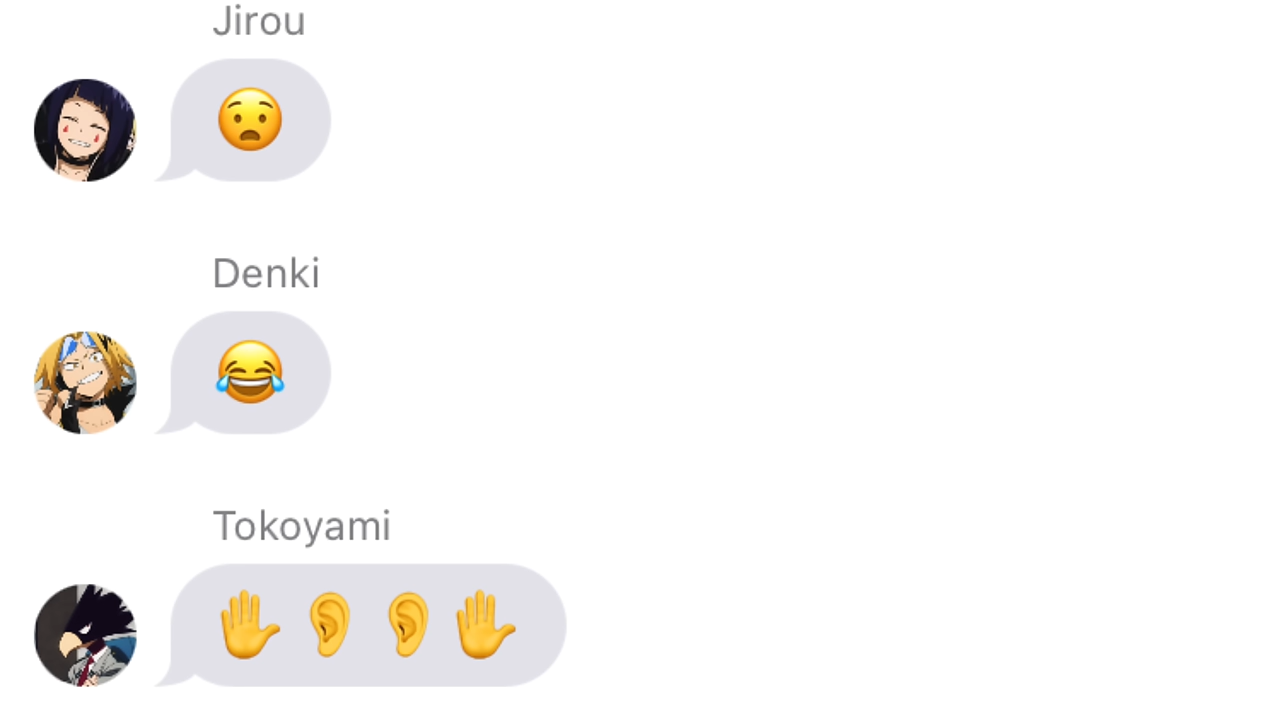 Jirou
😧
Denki
😂
Tokoyami
✋ 👂 👂 ✋